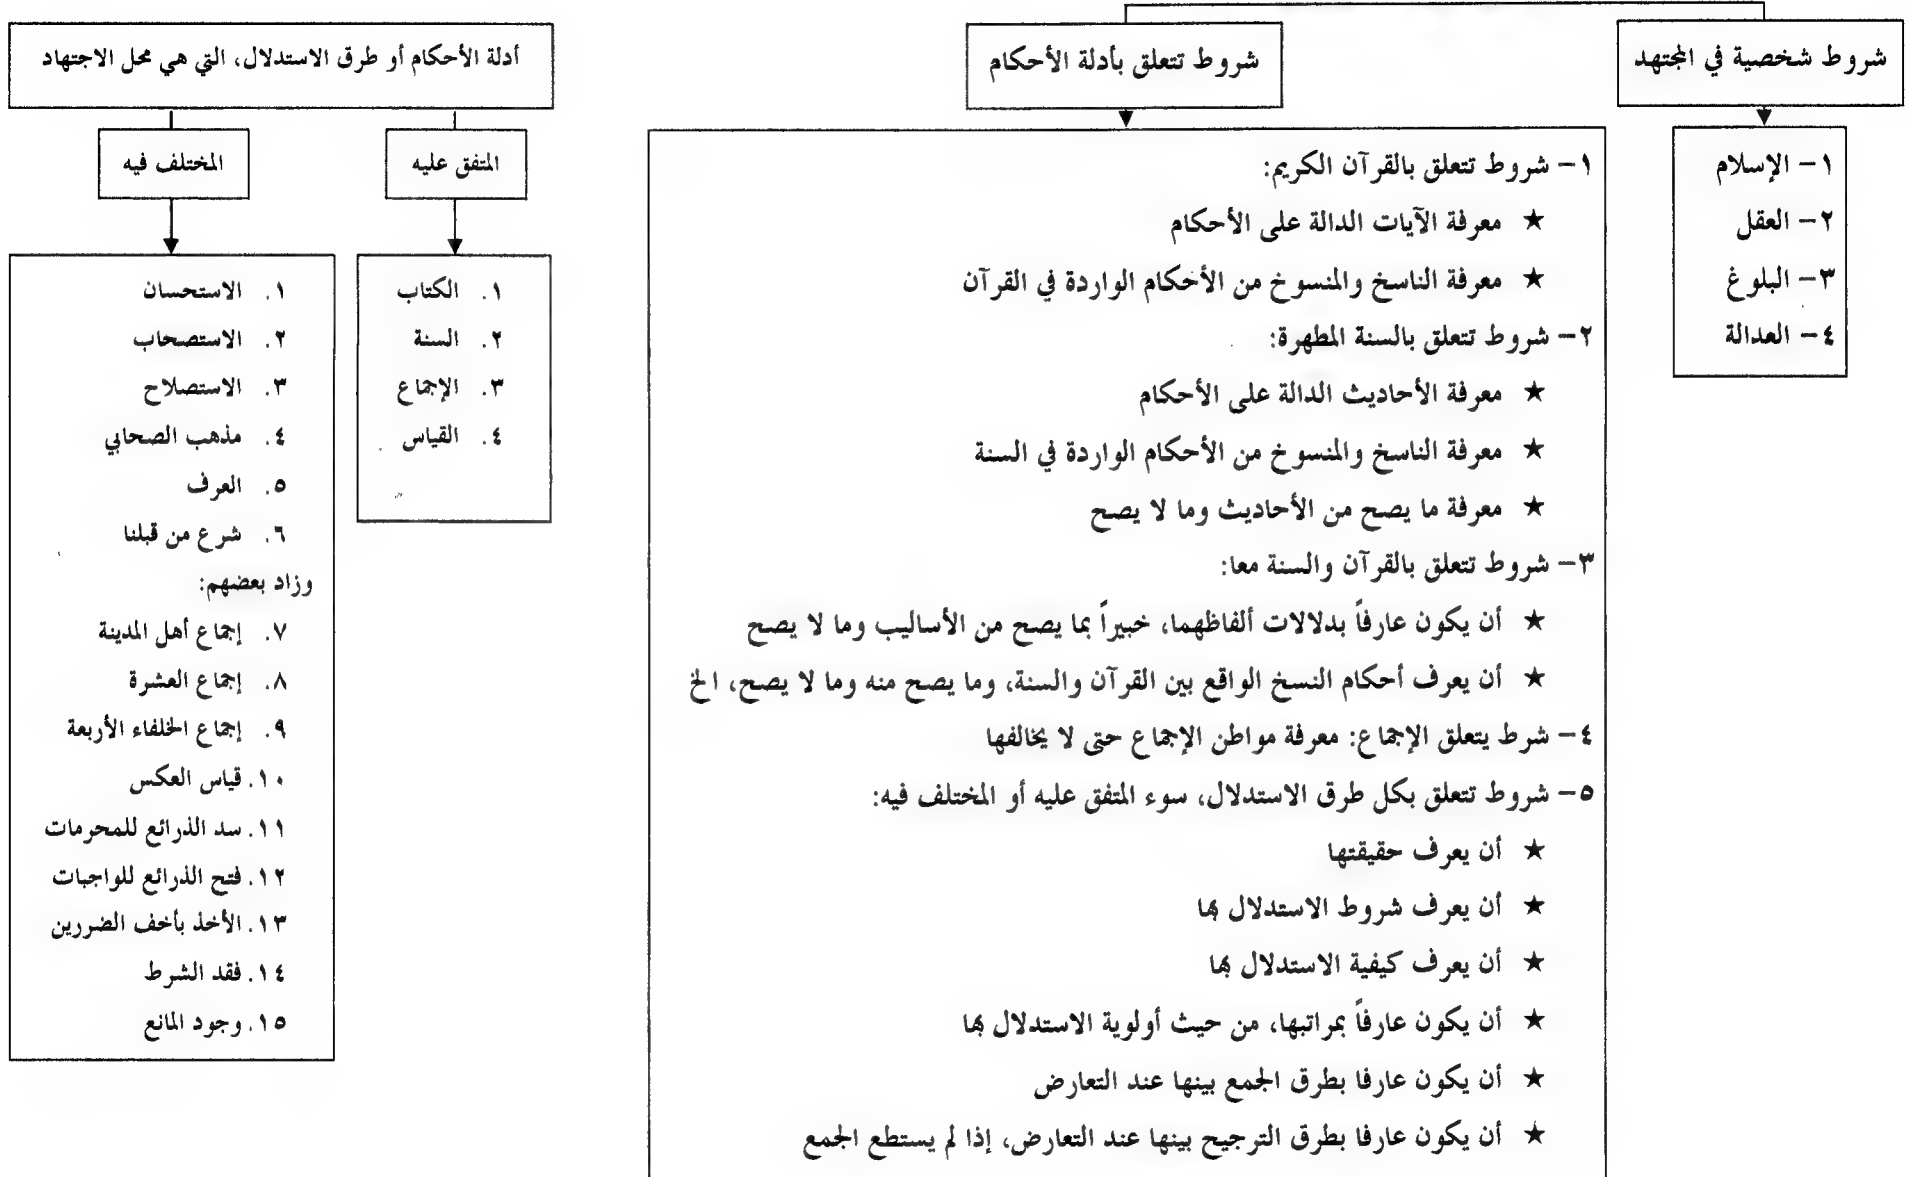 شروط شخصية في المجتهد
١– الإسلام
٢– العقل
٣– البلوغ
٤– العدالة
شروط تتعلق بأدلة الأحكام
١– شروط تتعلق بالقرآن الكريم:
★ معرفة الآيات الدالة على الأحكام
★ معرفة الناسخ والمنسوخ من الأحكام الواردة في القرآن
٢– شروط تتعلق بالسنة المطهرة:
★ معرفة الأحاديث الدالة على الأحكام
★ معرفة الناسخ والمنسوخ من الأحكام الواردة في السنة
★ معرفة ما يصح من الأحاديث وما لا يصح
٣– شروط تتعلق بالقرآن والسنة معا:
★ أن يكون عارفاً بدلالات ألفاظهما، خبيراً بما يصح من الأساليب وما لا يصح
★ أن يعرف أحكام النسخ الواقع بين القرآن والسنة، وما يصح منه وما لا يصح، الخ
٤– شرط يتعلق الإجماع: معرفة مواطن الإجماع حتى لا يخالفها
٥– شروط تتعلق بكل طرق الاستدلال، سوء المتفق عليه أو المختلف فيه:
★ أن يعرف حقيقتها
★ أن يعرف شروط الاستدلال بها
★ أن يعرف كيفية الاستدلال بها
★ أن يكون عارفاً بمراتبها، من حيث أولوية الاستدلال بها
★ أن يكون عارفا بطرق الجمع بينها عند التعارض
★ أن يكون عارفا بطرق الترجيح بينها عند التعارض، إذا لم يستطع الجمع
أدلة الأحكام أو طرق الاستدلال، التي هي محل الاجتهاد
المتفق عليه
١. الكتاب
٢. السنة
٣. الإجماع
٤. القياس
المختلف فيه
١. الاستحسان
٢. الاستصحاب
٣. الاستصلاح
٤. مذهب الصحابي
٥. العرف
٦. شرع من قبلنا
وزاد بعضهم:
٧. إجماع أهل المدينة
٨. إجماع العشرة
٩. إجماع الخلفاء الأربعة
١٠. قياس العكس
١١. سد الذرائع للمحرمات
١٢. فتح الذرائع للواجبات
١٣. الأخذ بأخف الضررين
١٤. فقد الشرط
١٥. وجود المانع